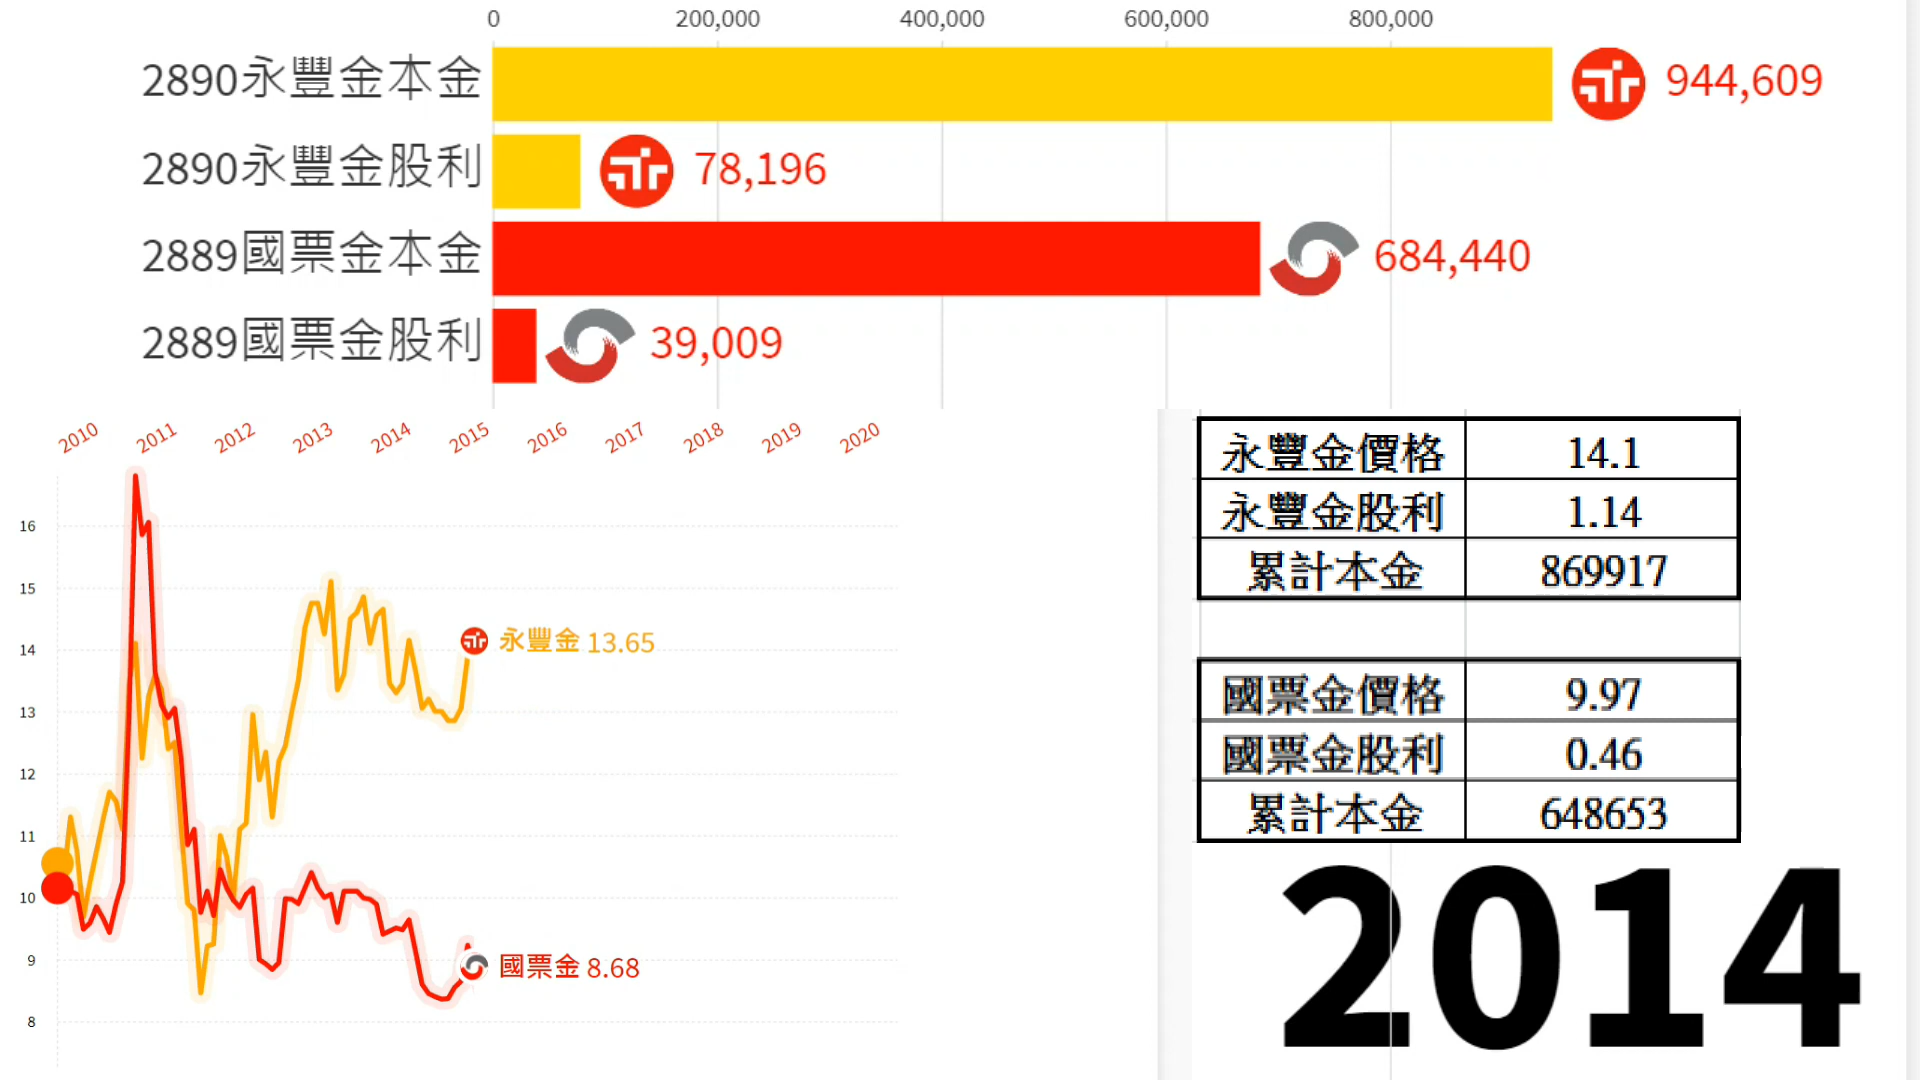 0 200,000 400,000 600,000 800,000
2890永豐金本金 944,609
2890永豐金股利 78,196
2889國票金本金 684,440
2889國票金股利 39,009
2010 2011 2012 2013 2014 2015 2016 2017 2018 2019 2020
16
15
14
13
12
11
10
9
8
永豐金 13.65
國票金 8.68
永豐金價格 14.1
永豐金股利 1.14
累計本金 869917
國票金價格 9.97
國票金股利 0.46
累計本金 648653
2014